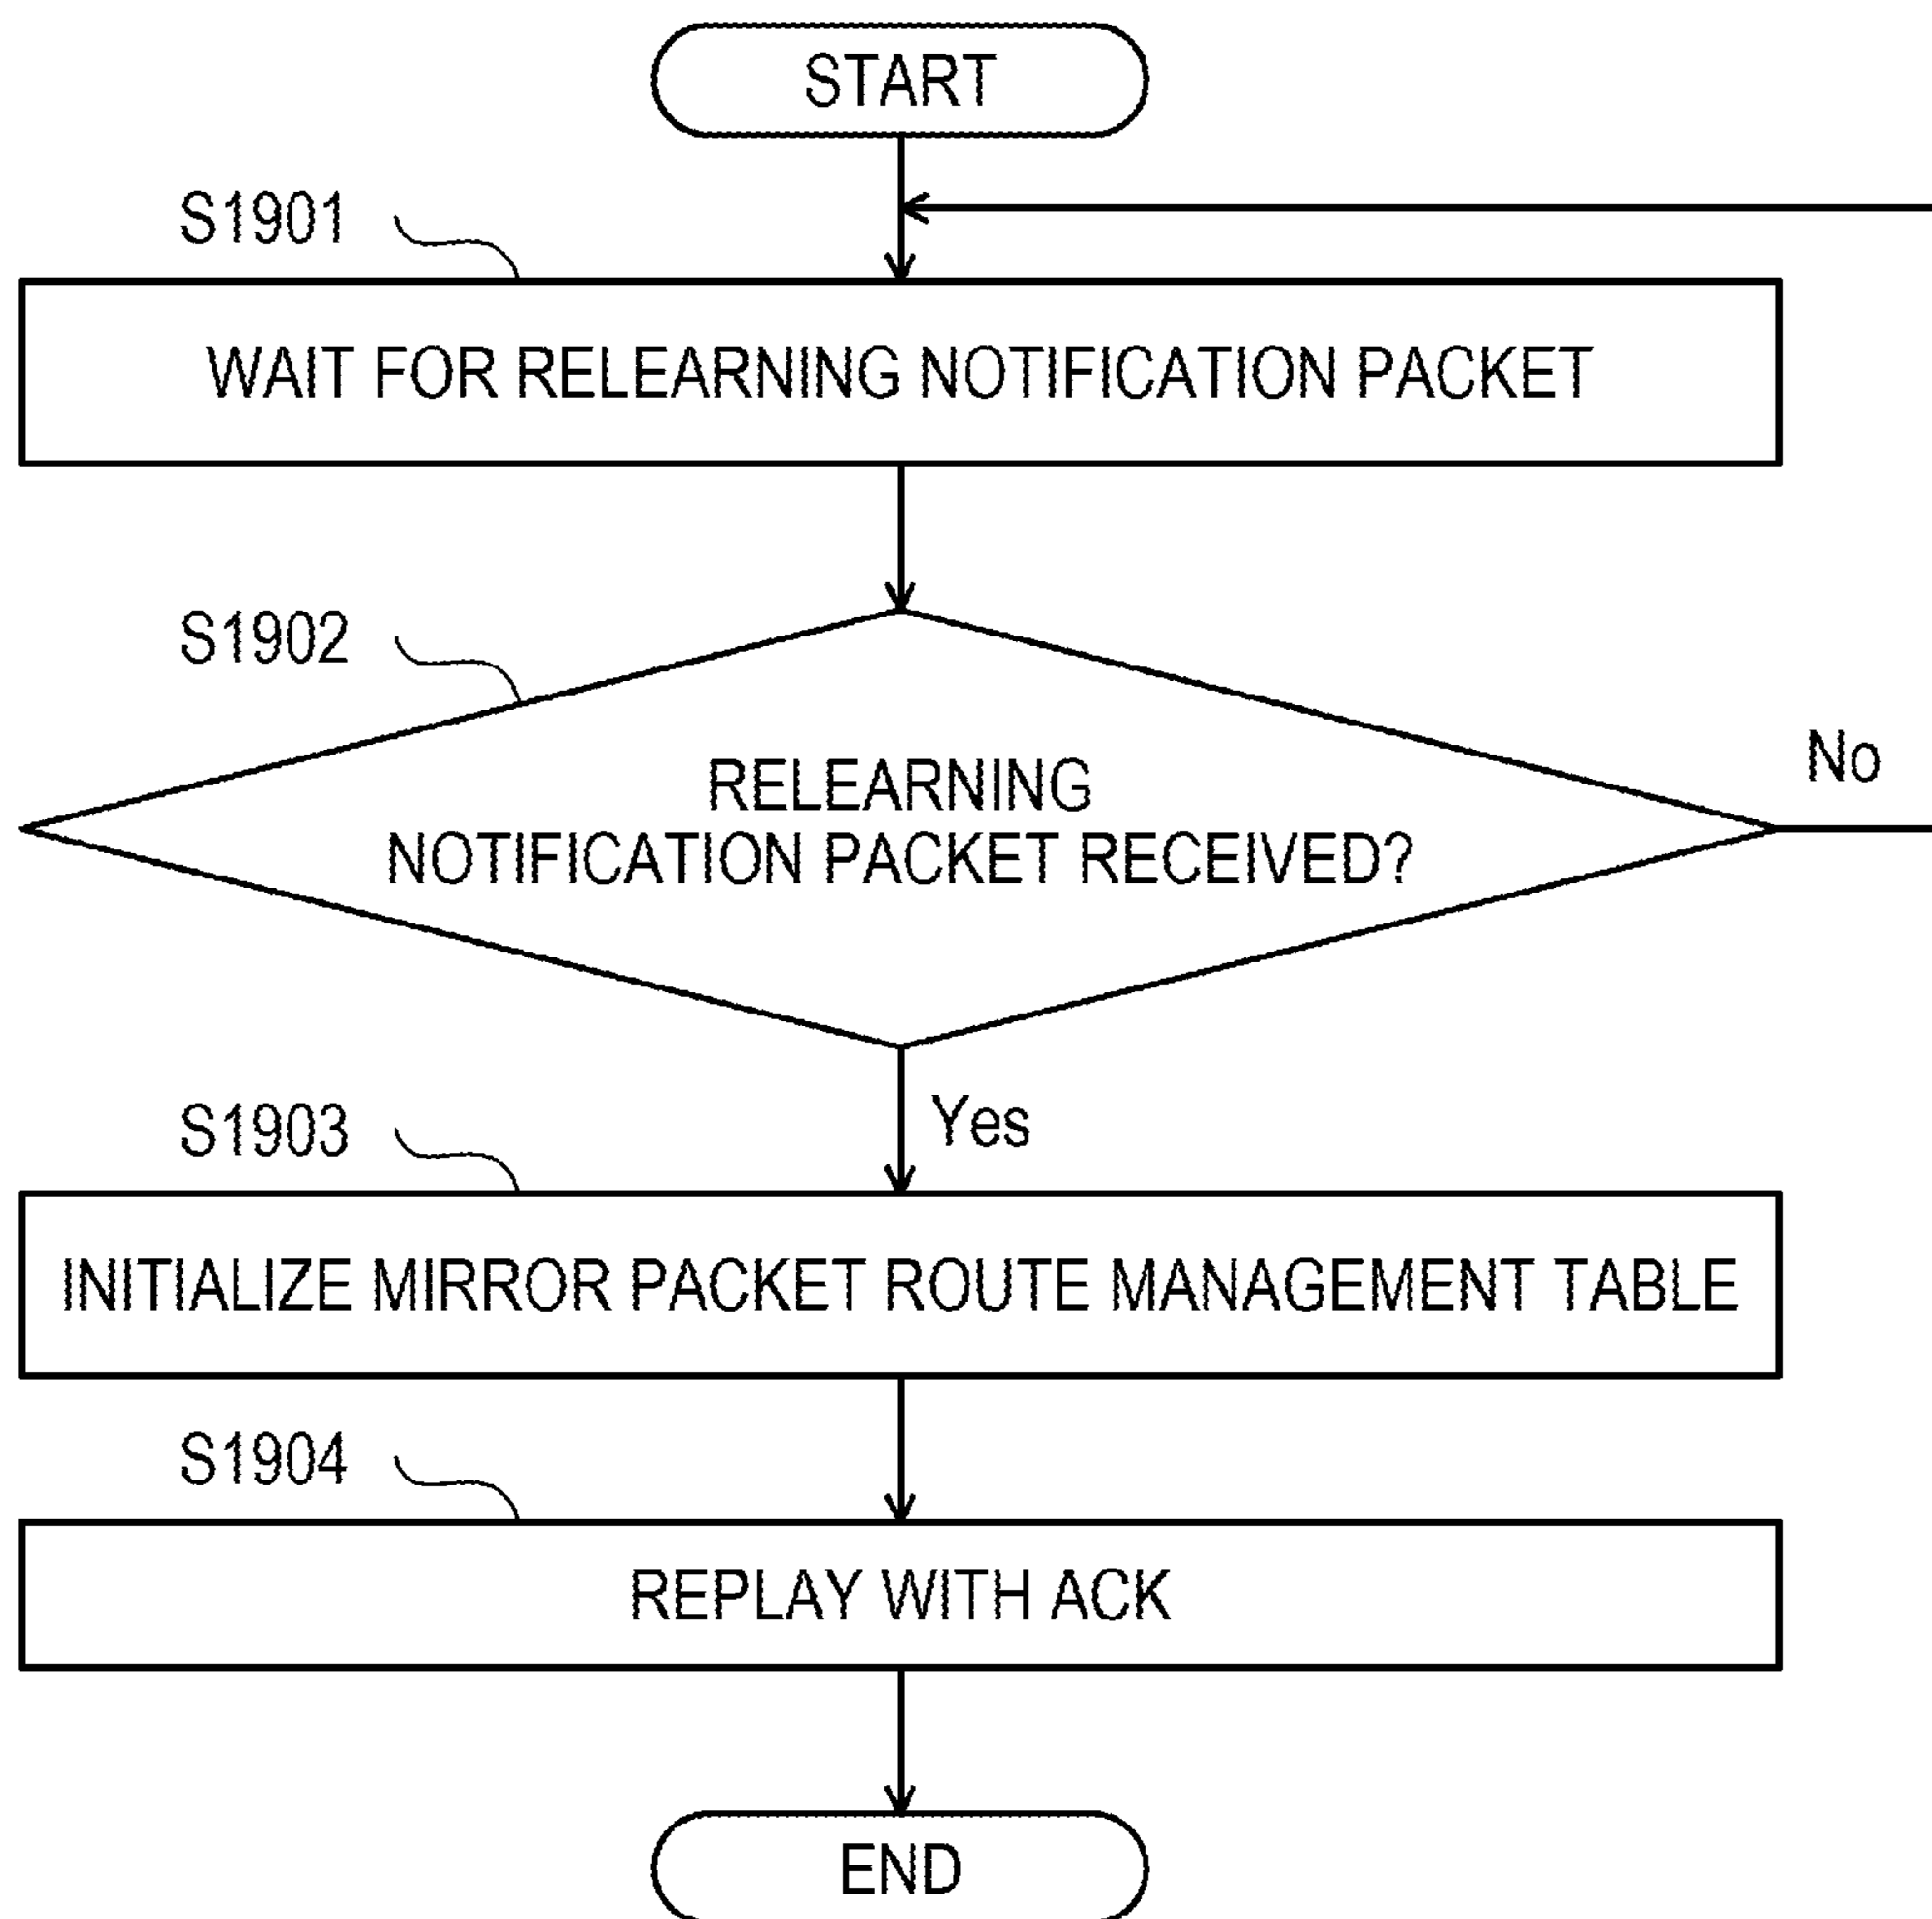 START
S1901
WAIT FOR RELEARNING NOTIFICATION PACKET
S1902
RELEARNING
NOTIFICATION PACKET RECEIVED?
No
Yes
S1903
INITIALIZE MIRROR PACKET ROUTE MANAGEMENT TABLE
S1904
REPLAY WITH ACK
END